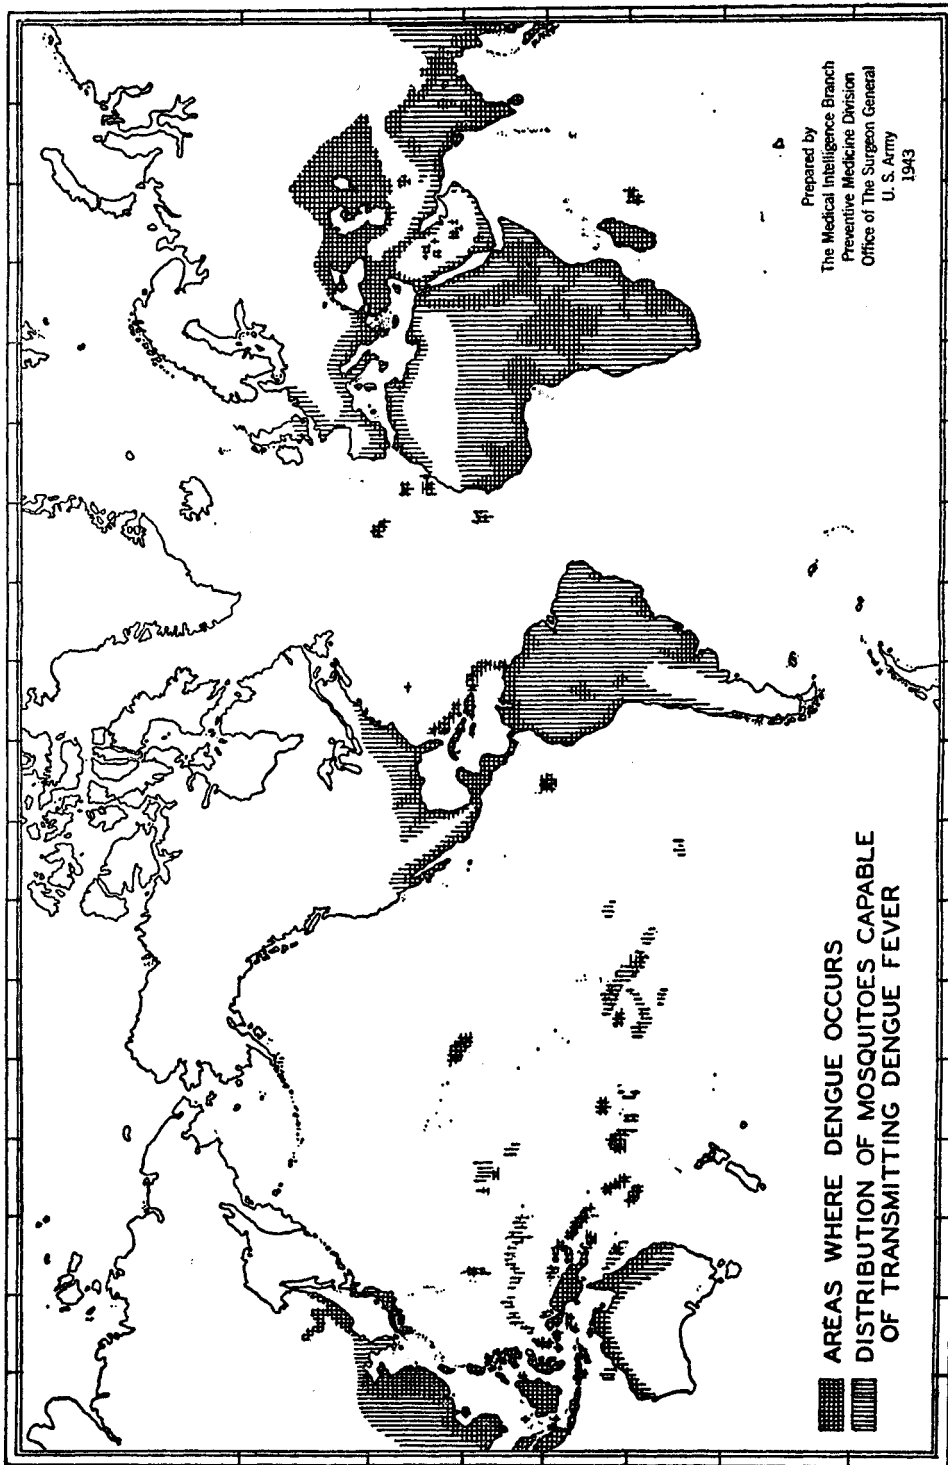 Prepared by
The Medical Intelligence Branch
Preventive Medicine Division
Office of The Surgeon General
U. S. Army
1943
AREAS WHERE DENGUE OCCURS
DISTRIBUTION OF MOSQUITOES CAPABLE
OF TRANSMITTING DENGUE FEVER